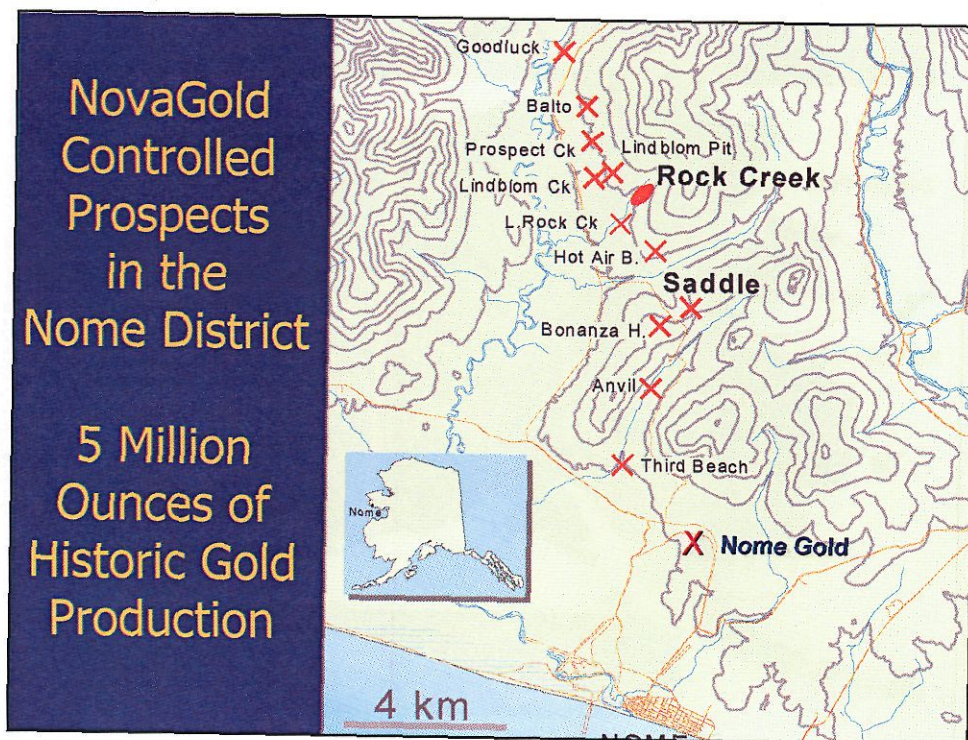 NovaGold
Controlled
Prospects
in the
Nome District
5 Million
Ounces of
Historic Gold
Production
Goodluck
Balto
Prospect Ck
Lindblom Pit
Lindblom Ck
Rock Creek
L.Rock Ck
Hot Air B.
Saddle
Bonanza H.
Anvil
Third Beach
Nome
Nome Gold
4 km
NOME